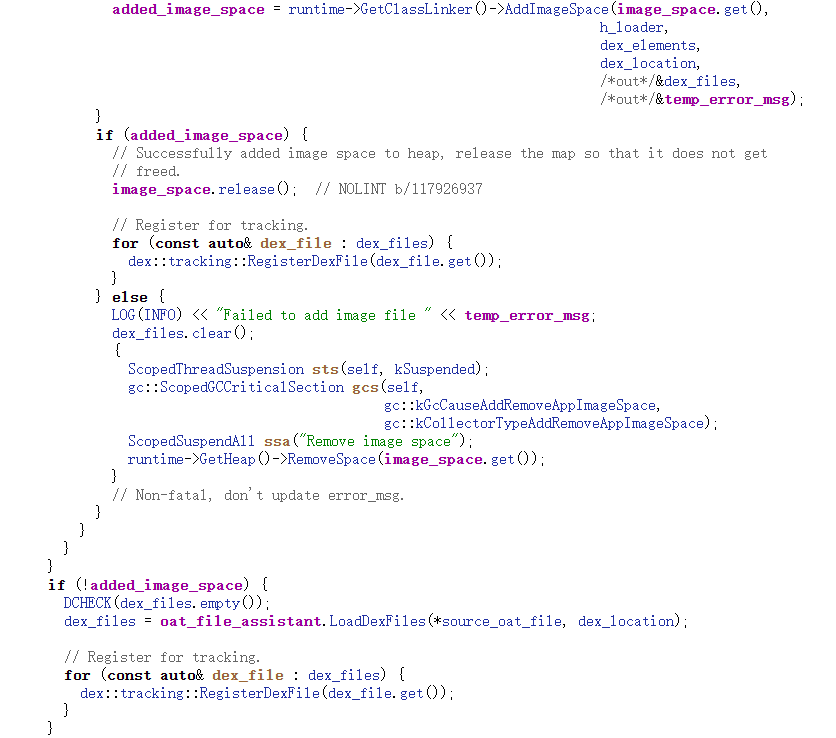 added_image_space = runtime->GetClassLinker()->AddImageSpace(image_space.get(),
h_loader,
dex_elements,
dex_location,
/*out*/&dex_files,
/*out*/&temp_error_msg);
}
if (added_image_space) {
// Successfully added image space to heap, release the map so that it does not get
// freed.
image_space.release();  // NOLINT b/117926937
// Register for tracking.
for (const auto& dex_file : dex_files) {
dex::tracking::RegisterDexFile(dex_file.get());
}
} else {
LOG(INFO) << "Failed to add image file " << temp_error_msg;
dex_files.clear();
{
ScopedThreadSuspension sts(self, kSuspended);
gc::ScopedGCCriticalSection gcs(self,
gc::kGcCauseAddRemoveAppImageSpace,
gc::kCollectorTypeAddRemoveAppImageSpace);
ScopedSuspendAll ssa("Remove image space");
runtime->GetHeap()->RemoveSpace(image_space.get());
}
// Non-fatal, don't update error_msg.
}
}
}
}
if (!added_image_space) {
DCHECK(dex_files.empty());
dex_files = oat_file_assistant.LoadDexFiles(*source_oat_file, dex_location);
// Register for tracking.
for (const auto& dex_file : dex_files) {
dex::tracking::RegisterDexFile(dex_file.get());
}
}